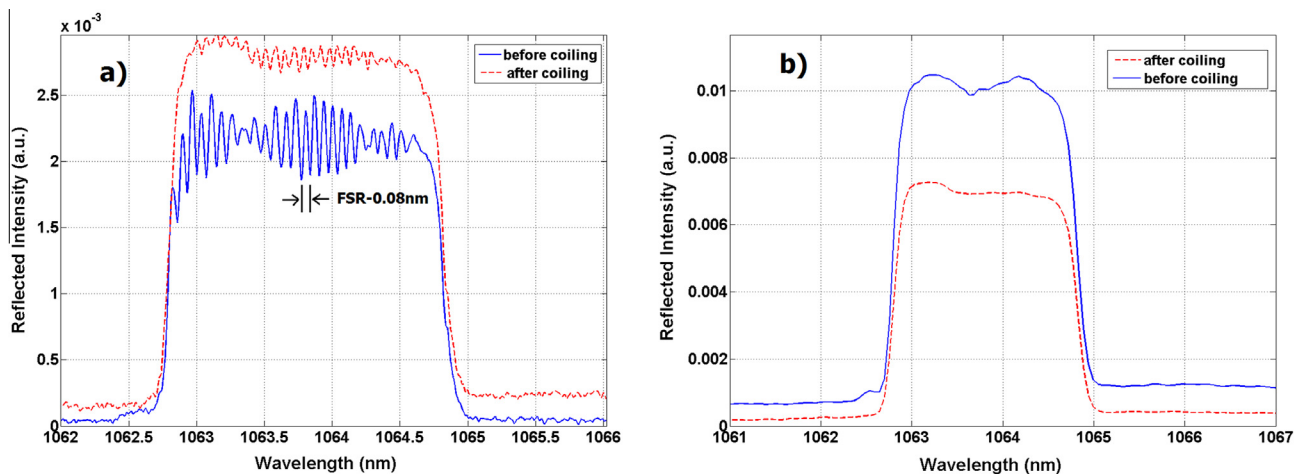 x 10⁻³
a)
before coiling
after coiling
2.5
2
1.5
1
0.5
0
FSR-0.08nm
1062 1062.5 1063 1063.5 1064 1064.5 1065 1065.5 1066
Wavelength (nm)
Reflected Intensity (a.u.)
b)
after coiling
before coiling
0.01
0.008
0.006
0.004
0.002
0
1061 1062 1063 1064 1065 1066 1067
Wavelength (nm)
Reflected Intensity (a.u.)